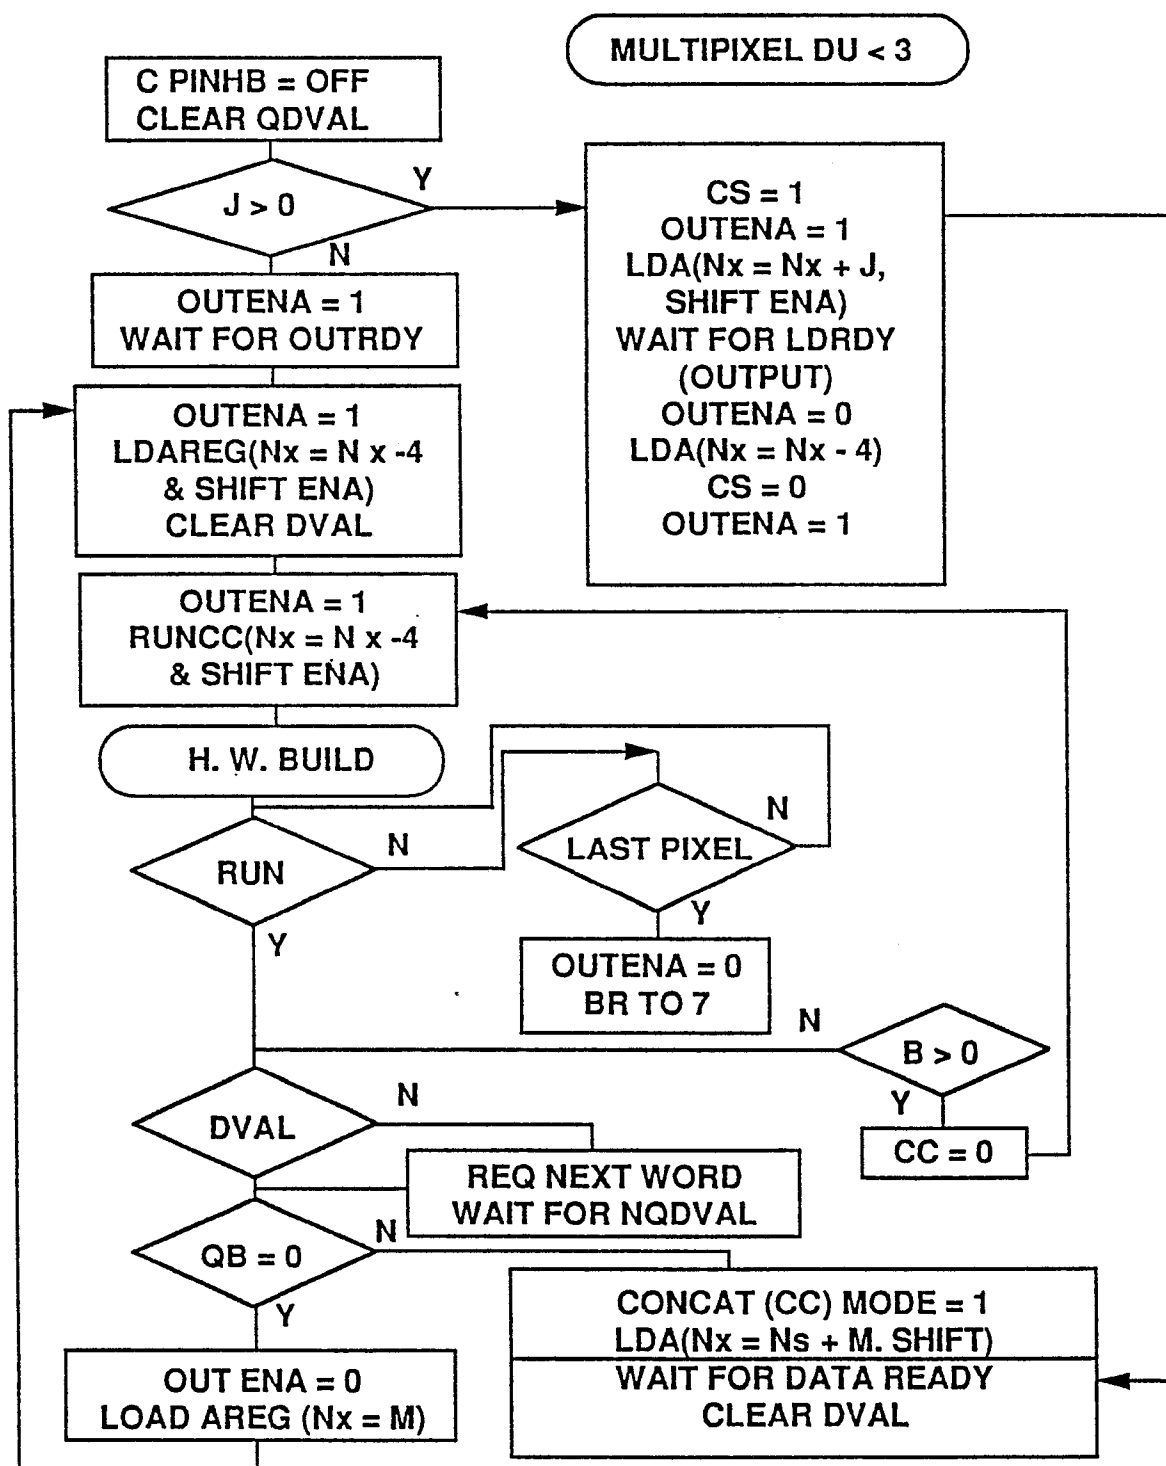 MULTIPIXEL DU < 3
C PINHB = OFF
CLEAR QDVAL
J > 0
Y
N
CS = 1
OUTENA = 1
LDA(Nx = Nx + J,
SHIFT ENA)
WAIT FOR LDRDY
(OUTPUT)
OUTENA = 0
LDA(Nx = Nx - 4)
CS = 0
OUTENA = 1
OUTENA = 1
WAIT FOR OUTRDY
OUTENA = 1
LDAREG(Nx = N x -4
& SHIFT ENA)
CLEAR DVAL
OUTENA = 1
RUNCC(Nx = N x -4
& SHIFT ENA)
H. W. BUILD
RUN
N
Y
LAST PIXEL
N
Y
OUTENA = 0
BR TO 7
B > 0
N
Y
CC = 0
DVAL
N
REQ NEXT WORD
WAIT FOR NQDVAL
QB = 0
N
Y
CONCAT (CC) MODE = 1
LDA(Nx = Ns + M. SHIFT)
WAIT FOR DATA READY
CLEAR DVAL
OUT ENA = 0
LOAD AREG (Nx = M)